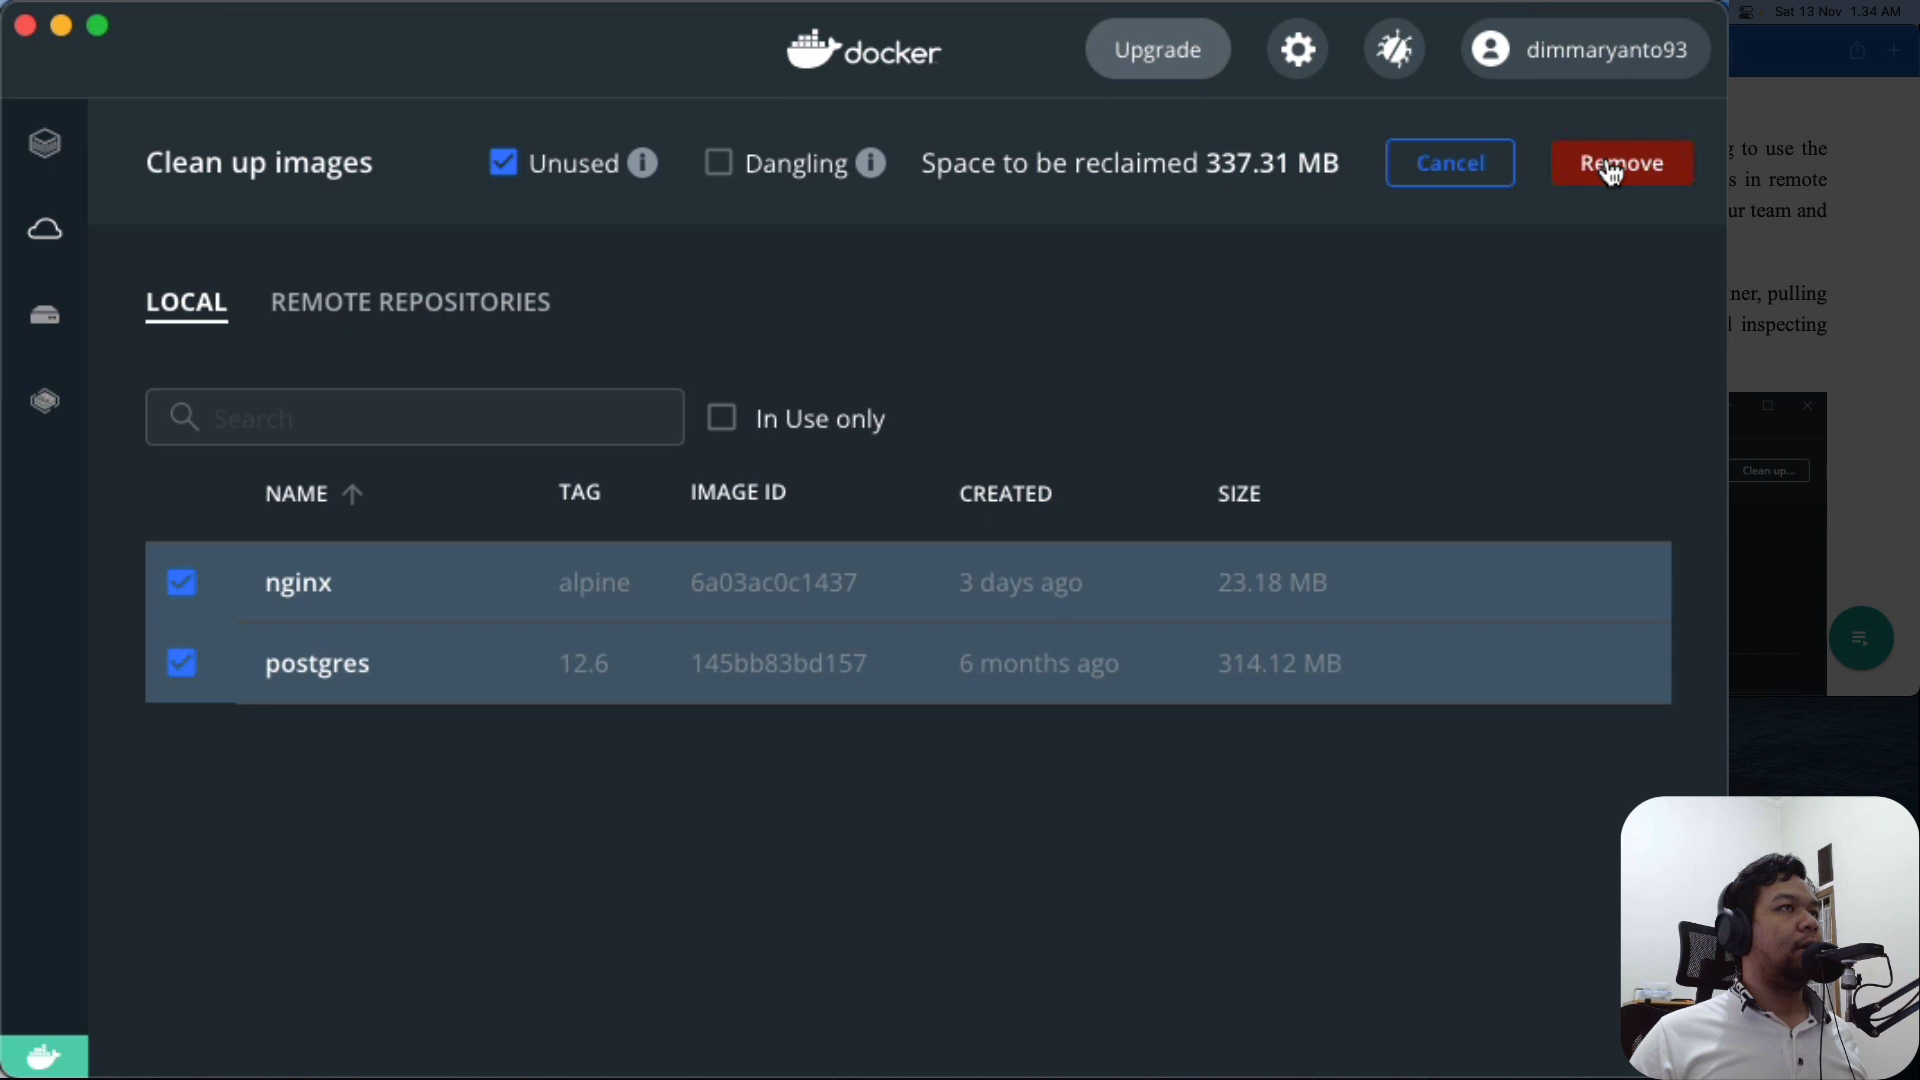 Sat 13 Nov 1.34 AM
docker
Upgrade
dimmaryanto93
Clean up images
Unused
Dangling
Space to be reclaimed 337.31 MB
Cancel
Remove
to use the
s in remote
ur team and
LOCAL
REMOTE REPOSITORIES
ner, pulling
inspecting
Search
In Use only
Clean up...
NAME TAG IMAGE ID CREATED SIZE
nginx alpine 6a03ac0c1437 3 days ago 23.18 MB
postgres 12.6 145bb83bd157 6 months ago 314.12 MB